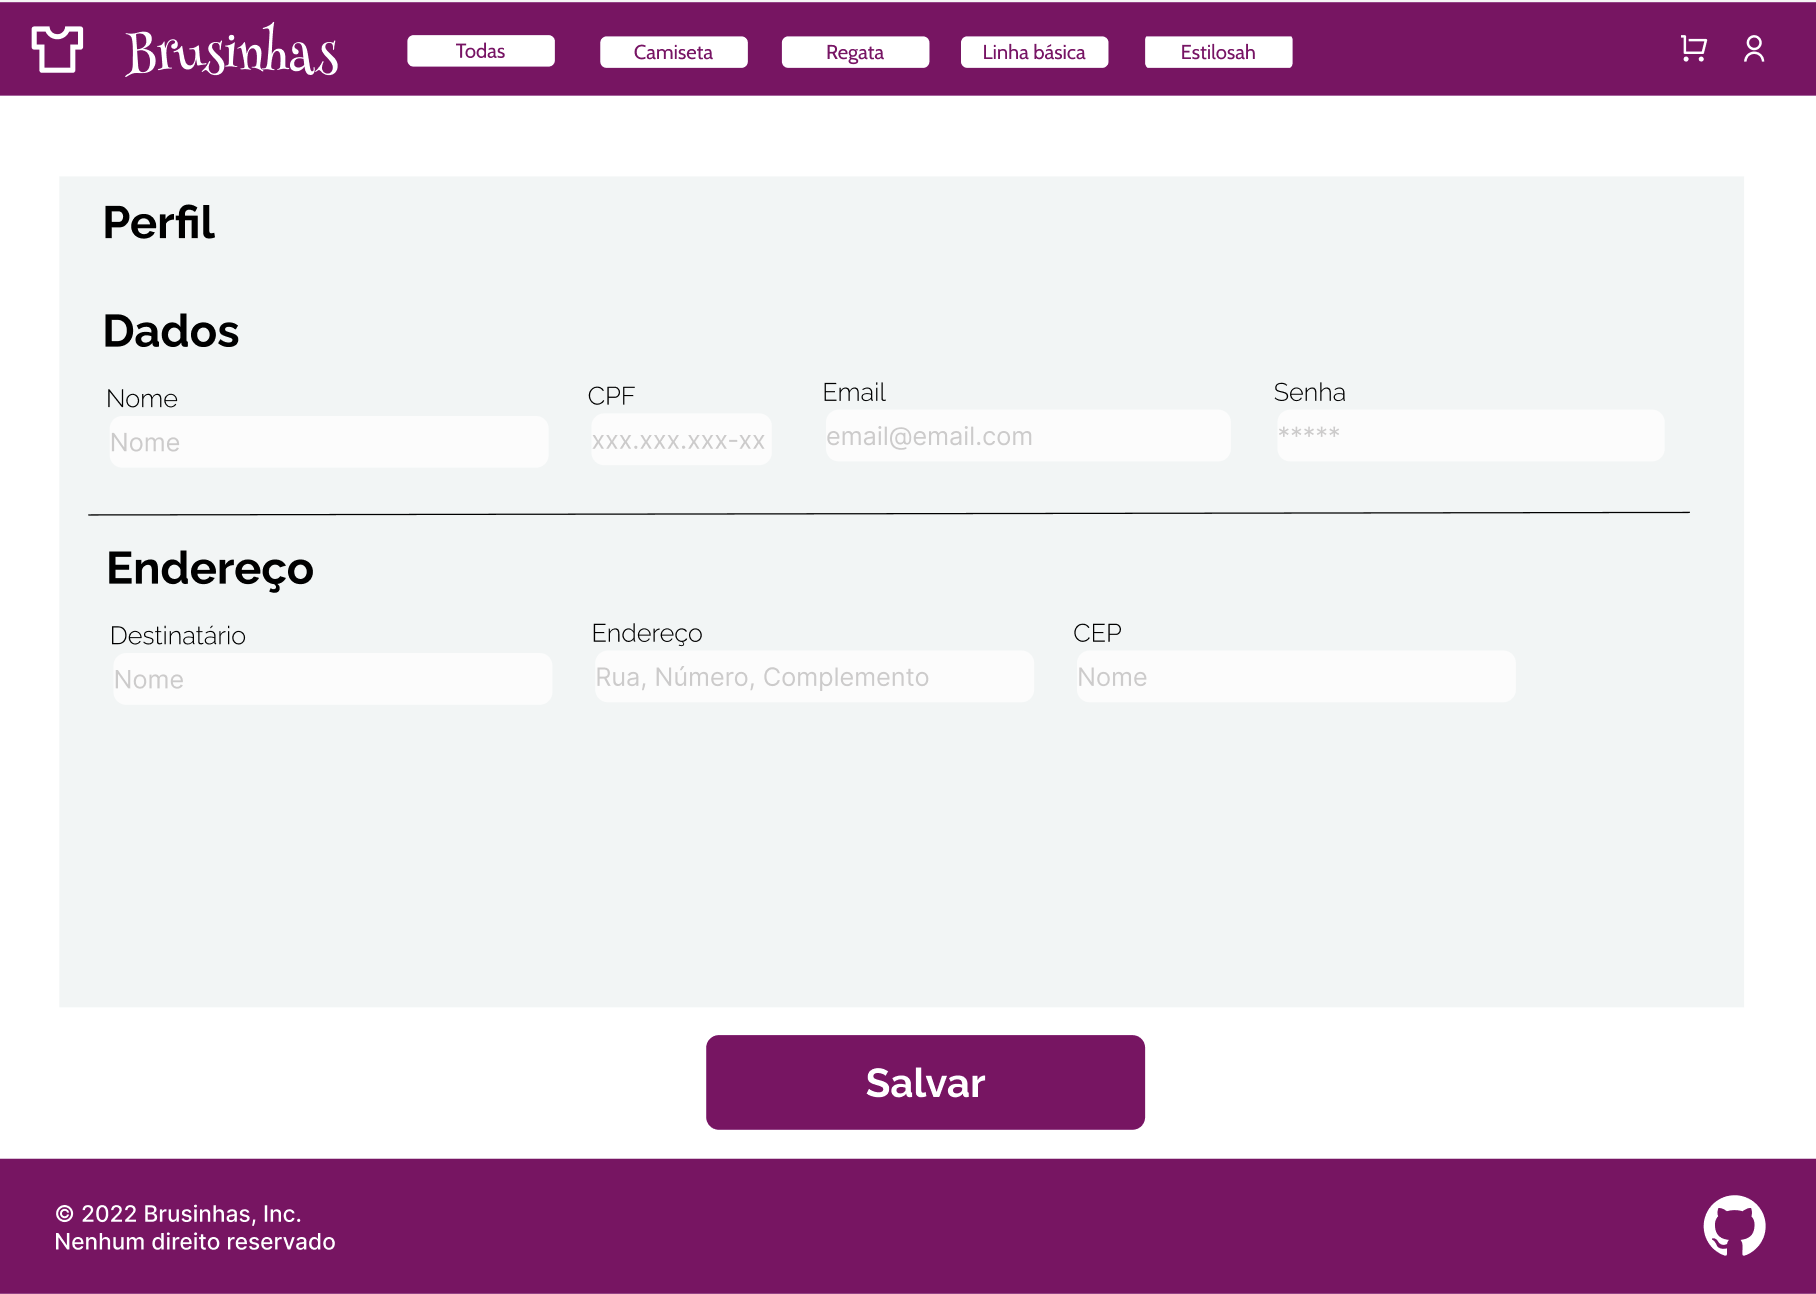 Brusinhas
Todas
Camiseta
Regata
Linha básica
Estilosah
Perfil
Dados
Nome
CPF
Email
Senha
Nome
xxx.xxx.xxx-xx
email@email.com
*****
Endereço
Destinatário
Endereço
CEP
Nome
Rua, Número, Complemento
Nome
Salvar
© 2022 Brusinhas, Inc.
Nenhum direito reservado